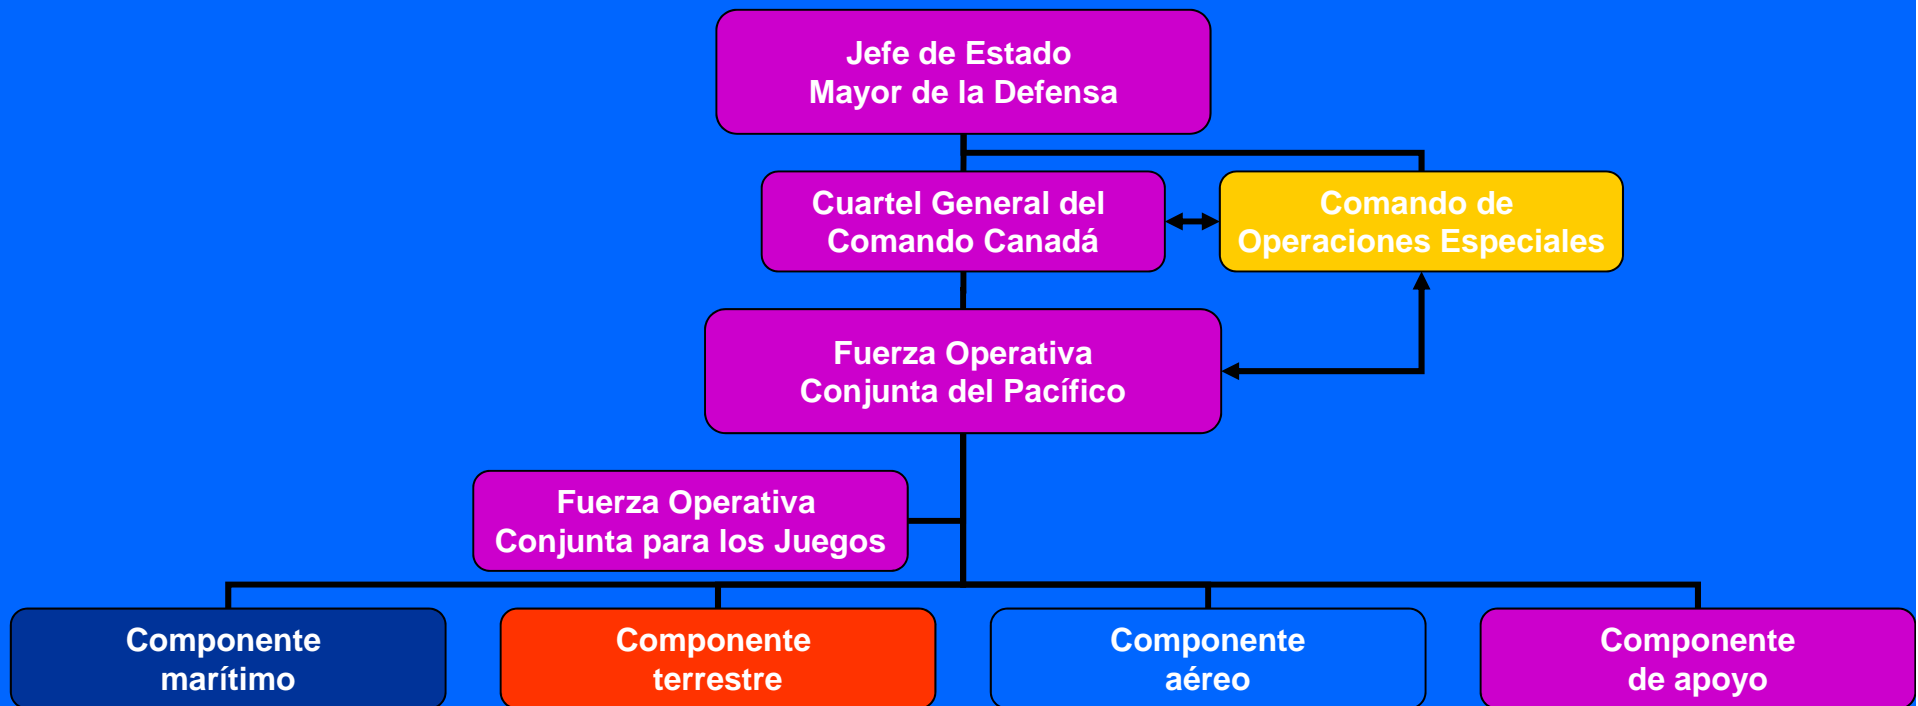 Jefe de Estado
Mayor de la Defensa
Cuartel General del
Comando Canadá
Comando de
Operaciones Especiales
Fuerza Operativa
Conjunta del Pacífico
Fuerza Operativa
Conjunta para los Juegos
Componente
marítimo
Componente
terrestre
Componente
aéreo
Componente
de apoyo